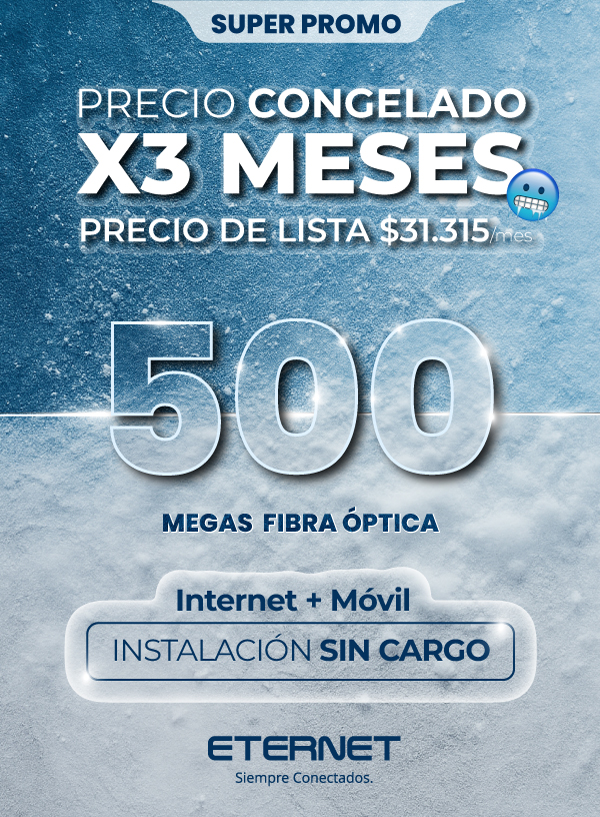 SUPER PROMO
PRECIO CONGELADO
X3 MESES
PRECIO DE LISTA $31.315/mes
500
MEGAS FIBRA ÓPTICA
Internet + Móvil
INSTALACIÓN SIN CARGO
ETERNET
Siempre Conectados.